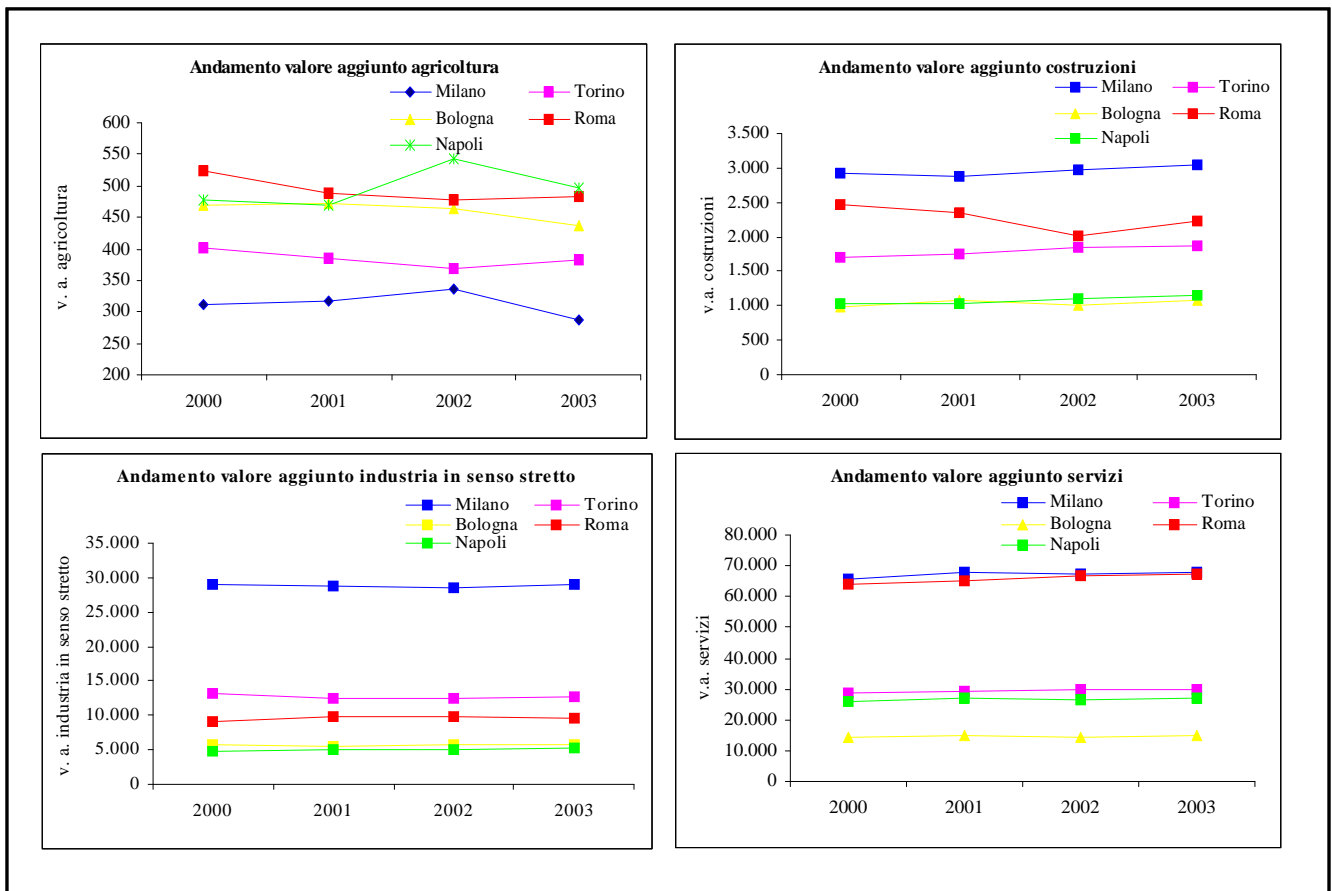 Andamento valore aggiunto agricoltura
Milano Torino
Bologna Roma
Napoli
v. a. agricoltura
600
550
500
450
400
350
300
250
200
2000 2001 2002 2003
Andamento valore aggiunto costruzioni
Milano Torino
Bologna Roma
Napoli
v.a. costruzioni
3.500
3.000
2.500
2.000
1.500
1.000
500
0
2000 2001 2002 2003
Andamento valore aggiunto industria in senso stretto
Milano Torino
Bologna Roma
Napoli
v. a. industria in senso stretto
35.000
30.000
25.000
20.000
15.000
10.000
5.000
0
2000 2001 2002 2003
Andamento valore aggiunto servizi
Milano Torino
Bologna Roma
Napoli
v.a. servizi
80.000
70.000
60.000
50.000
40.000
30.000
20.000
10.000
0
2000 2001 2002 2003